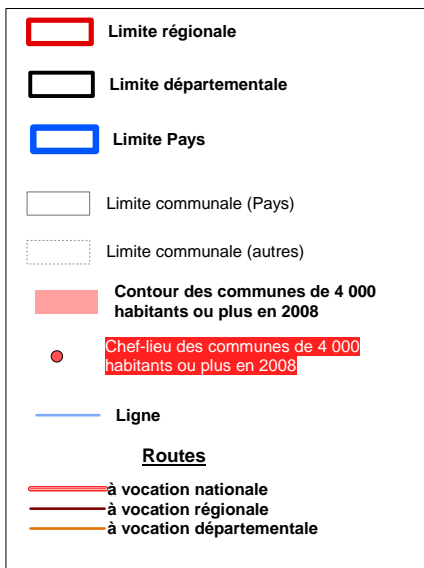 Limite régionale
Limite départementale
Limite Pays
Limite communale (Pays)
Limite communale (autres)
Contour des communes de 4 000
habitants ou plus en 2008
Chef-lieu des communes de 4 000
habitants ou plus en 2008
Ligne
Routes
à vocation nationale
à vocation régionale
à vocation départementale